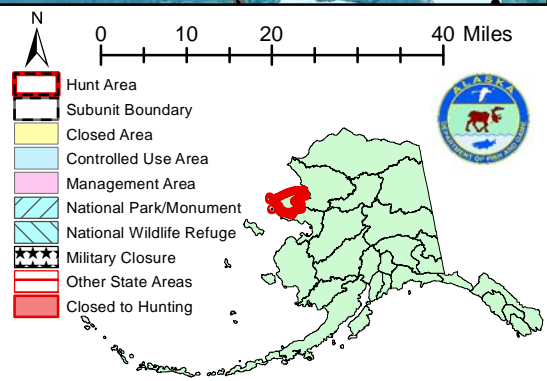 N
0 10 20 40 Miles
Hunt Area
Subunit Boundary
Closed Area
Controlled Use Area
Management Area
National Park/Monument
National Wildlife Refuge
Military Closure
Other State Areas
Closed to Hunting
ALASKA
DEPARTMENT OF FISH AND GAME